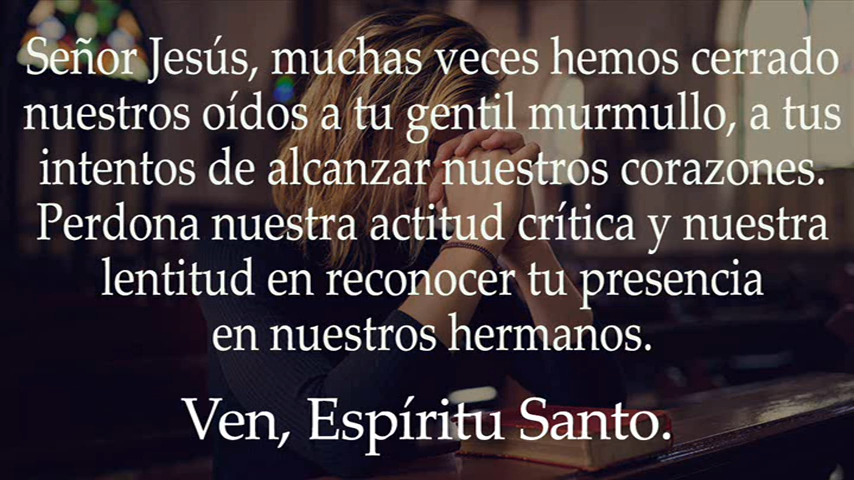 Señor Jesús, muchas veces hemos cerrado
nuestros oídos a tu gentil murmullo, a tus
intentos de alcanzar nuestros corazones.
Perdona nuestra actitud crítica y nuestra
lentitud en reconocer tu presencia
en nuestros hermanos.
Ven, Espíritu Santo.